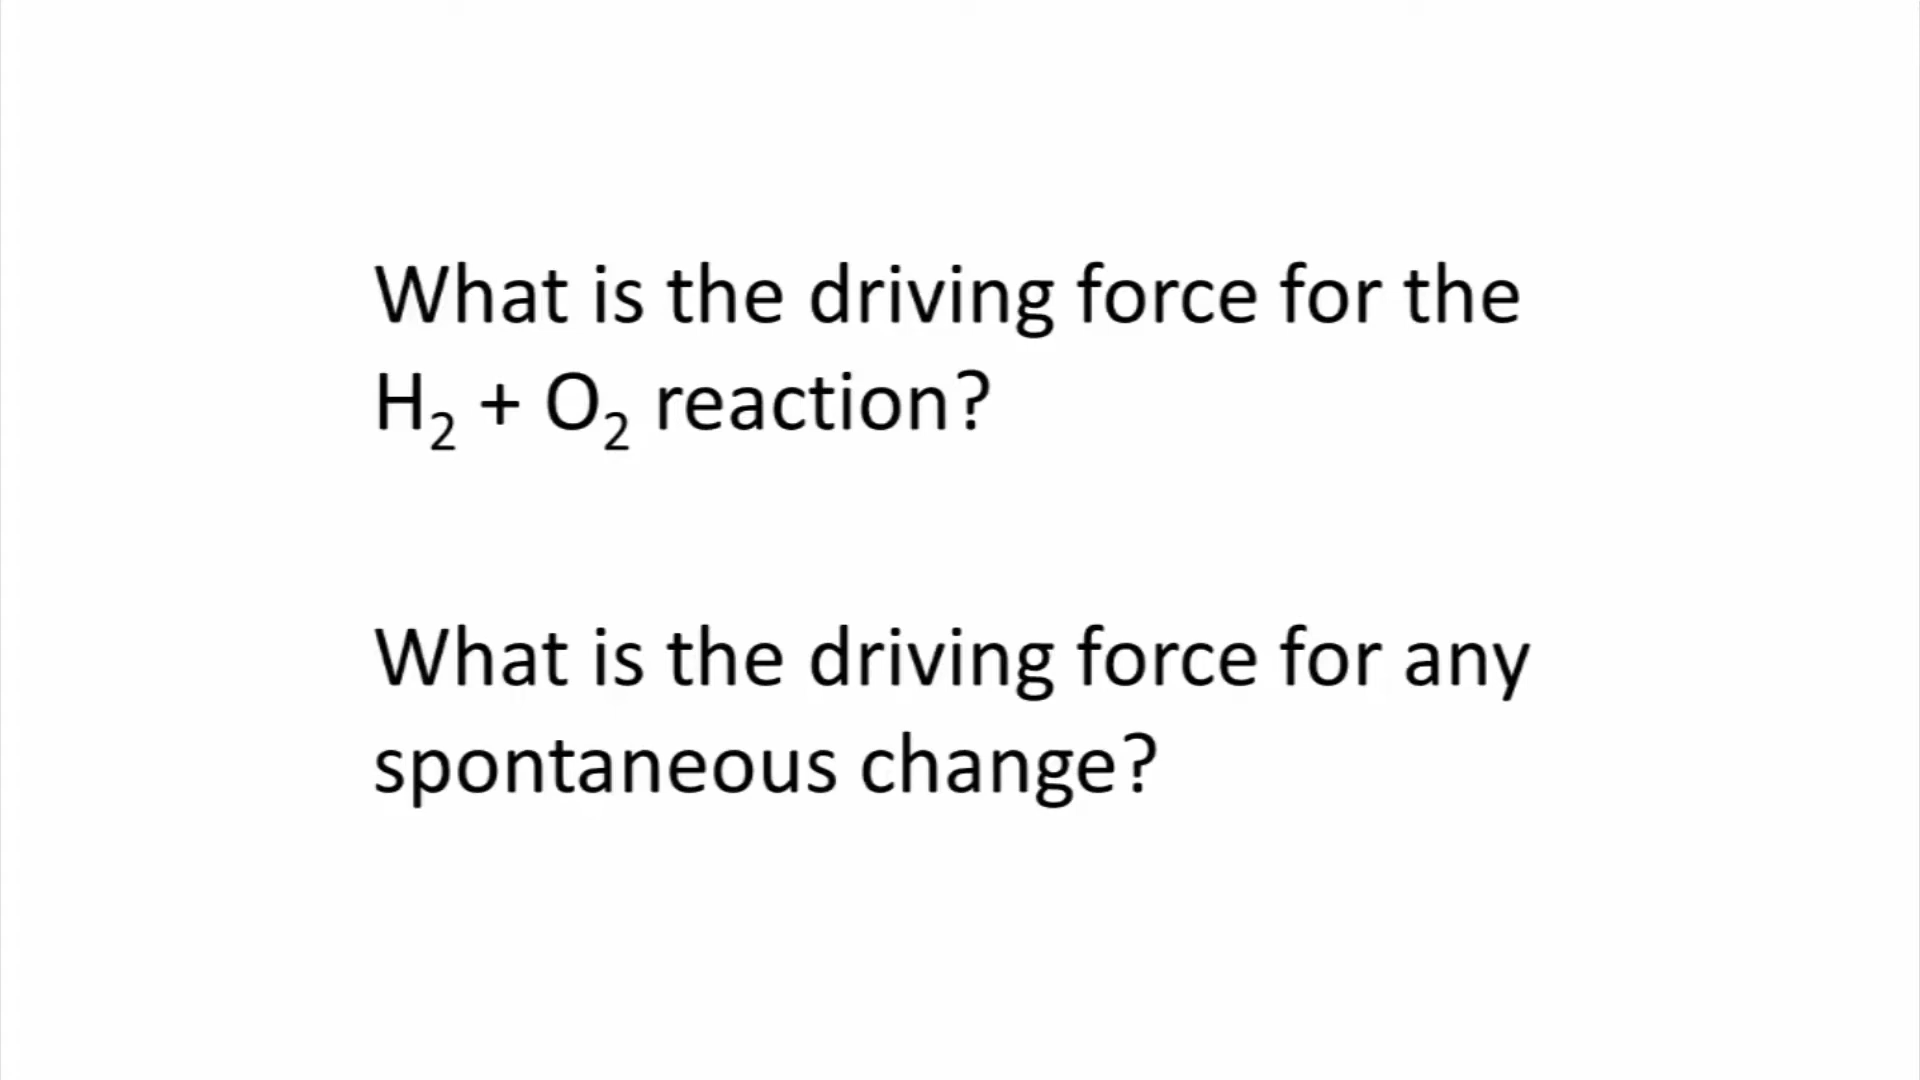 What is the driving force for the
H₂ + O₂ reaction?
What is the driving force for any
spontaneous change?